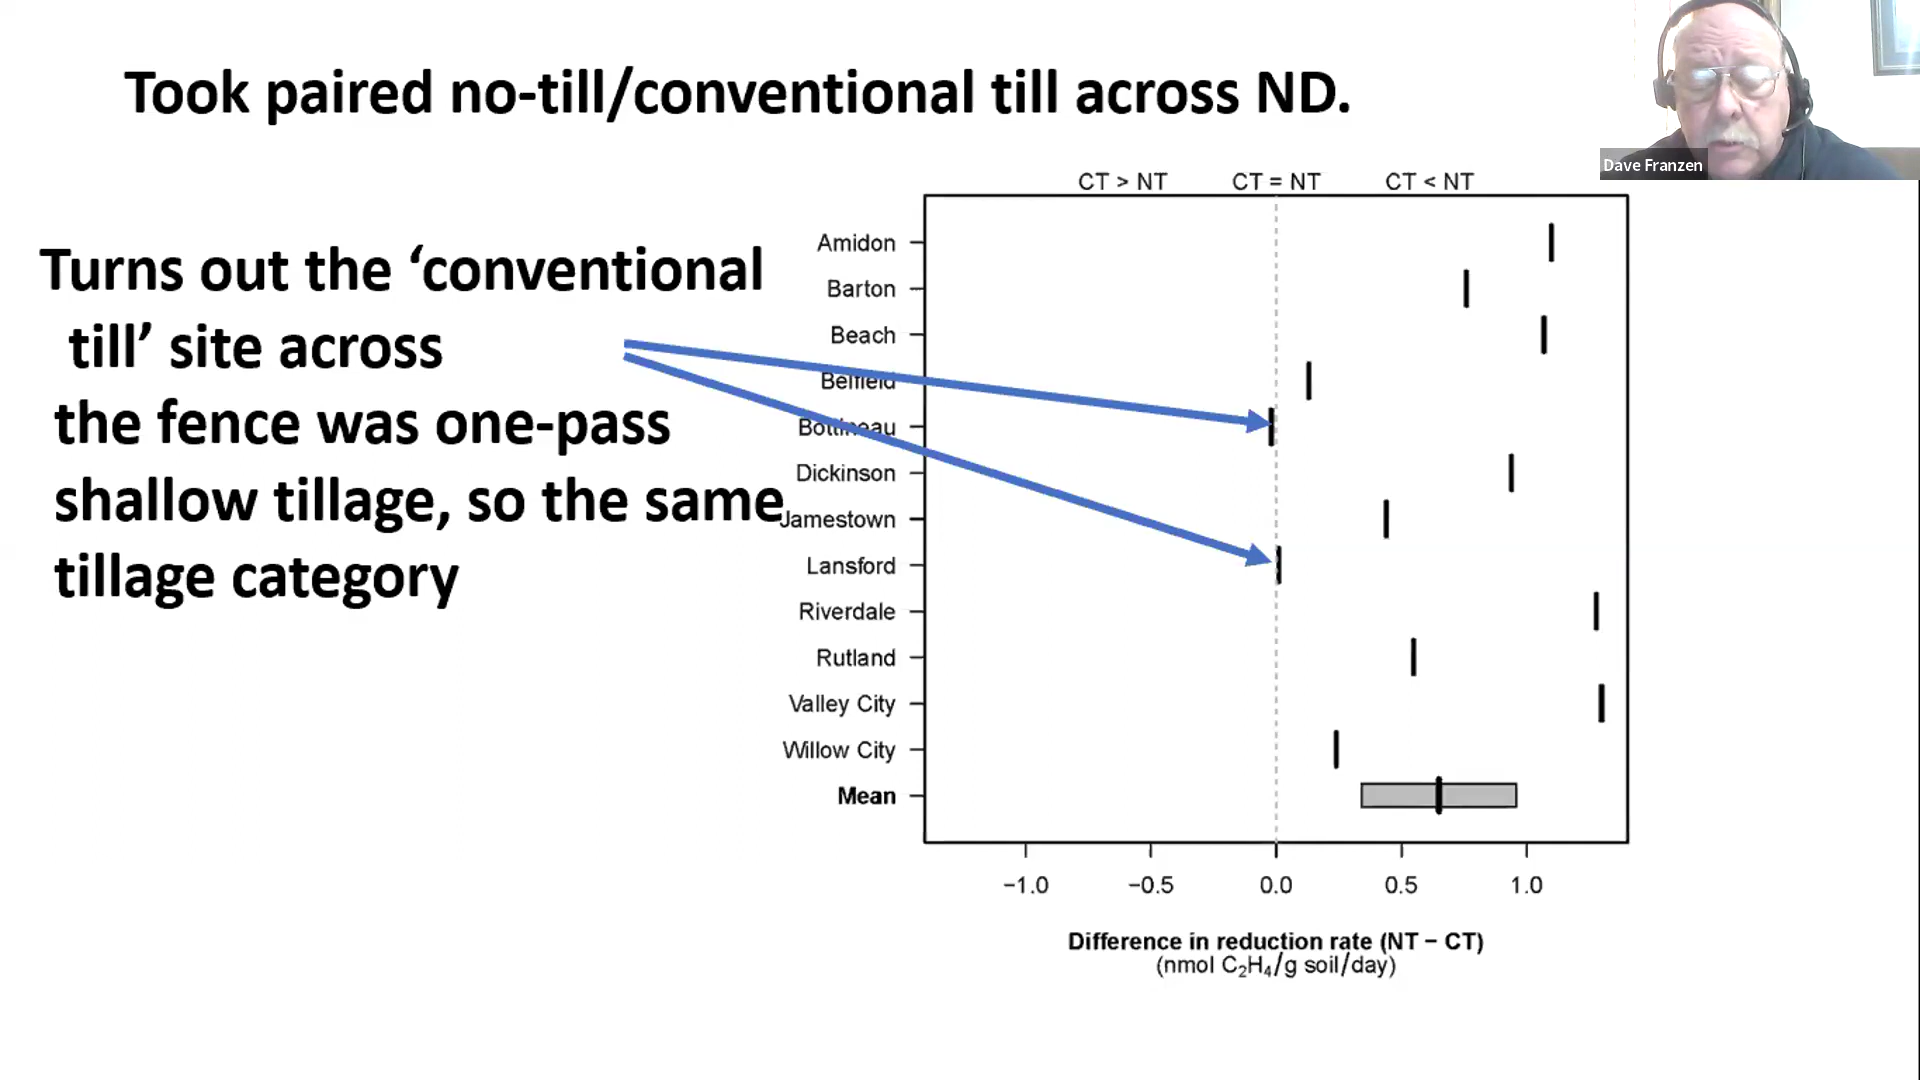 Took paired no-till/conventional till across ND.
Dave Franzen
Turns out the ‘conventional
till’ site across
the fence was one-pass
shallow tillage, so the same
tillage category
CT > NT
CT = NT
CT < NT
Amidon
Barton
Beach
Belfield
Bottineau
Dickinson
Jamestown
Lansford
Riverdale
Rutland
Valley City
Willow City
Mean
−1.0
−0.5
0.0
0.5
1.0
Difference in reduction rate (NT − CT)
(nmol C₂H₄/g soil/day)